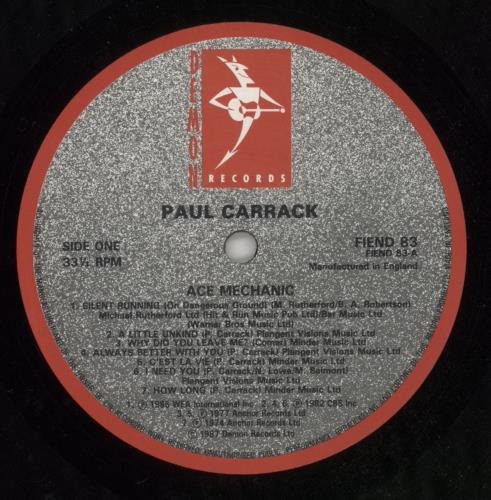 DEMON
RECORDS
PAUL CARRACK
SIDE ONE
33⅓ RPM
FIEND 83
FIEND 83-A
Manufactured in England
ACE MECHANIC
1. SILENT RUNNING (On Dangerous Ground) (M. Rutherford/B. A. Robertson)
Michael Rutherford Ltd (Hit & Run Music Pub Ltd)/Bar Music Ltd
(Warner Bros Music Ltd)
2. A LITTLE UNKIND (P. Carrack) Plangent Visions Music Ltd
3. WHY DID YOU LEAVE ME? (Comer) Minder Music Ltd
4. ALWAYS BETTER WITH YOU (P. Carrack) Plangent Visions Music Ltd
5. C'EST LA VIE (P. Carrack) Minder Music Ltd
6. I NEED YOU (P. Carrack/N. Lowe/M. Belmont)
Plangent Visions Music Ltd
7. HOW LONG (P. Carrack) Minder Music Ltd
1. ℗ 1985 WEA International Inc 2, 4, 6. ℗ 1982 CBS Inc
3, 5. ℗ 1977 Anchor Records Ltd
7. ℗ 1974 Anchor Records Ltd
℗ 1987 Demon Records Ltd